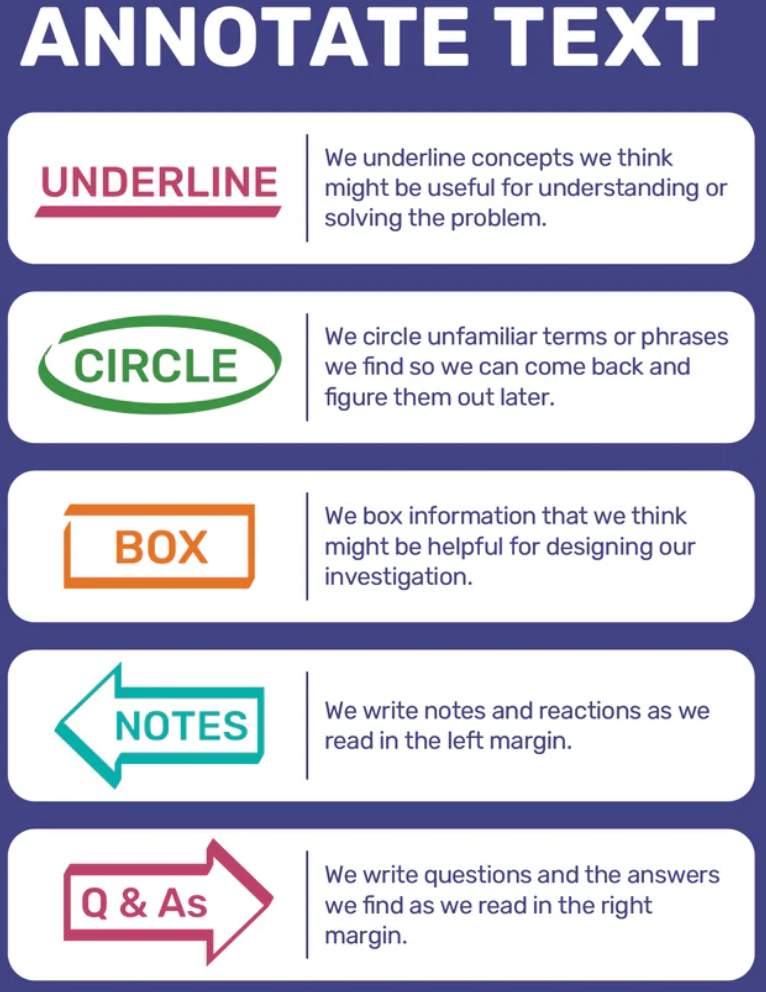 ANNOTATE TEXT
UNDERLINE
We underline concepts we think
might be useful for understanding or
solving the problem.
CIRCLE
We circle unfamiliar terms or phrases
we find so we can come back and
figure them out later.
BOX
We box information that we think
might be helpful for designing our
investigation.
NOTES
We write notes and reactions as we
read in the left margin.
Q & As
We write questions and the answers
we find as we read in the right
margin.